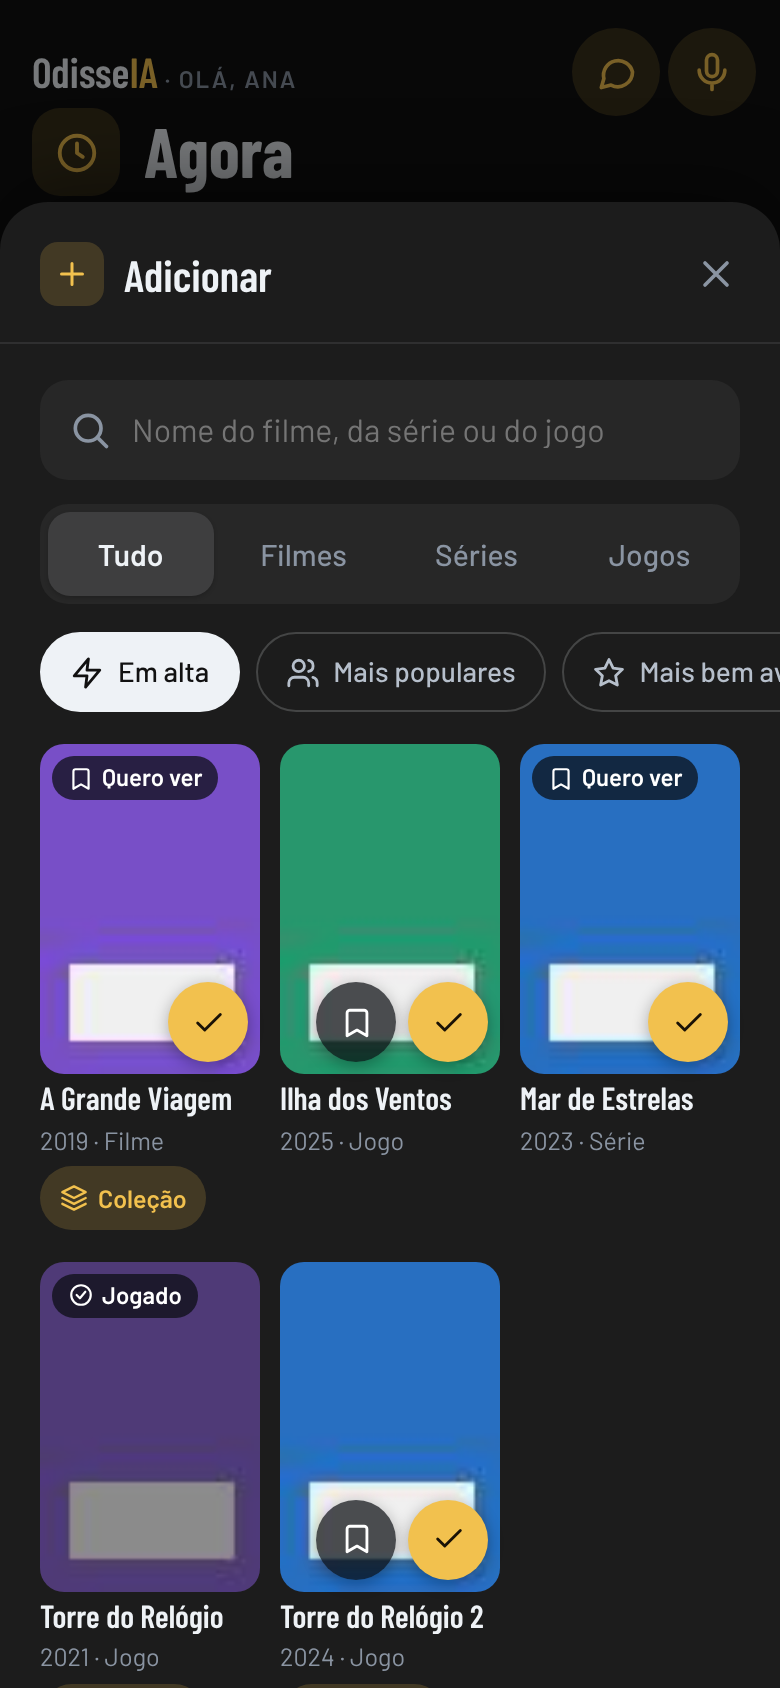 OdisseIA · OLÁ, ANA
Agora
Adicionar
Nome do filme, da série ou do jogo
Tudo Filmes Séries Jogos
Em alta Mais populares Mais bem
Quero ver Quero ver
A Grande Viagem Ilha dos Ventos Mar de Estrelas
2019 · Filme 2025 · Jogo 2023 · Série
Coleção
Jogado
Torre do Relógio Torre do Relógio 2
2021 · Jogo 2024 · Jogo